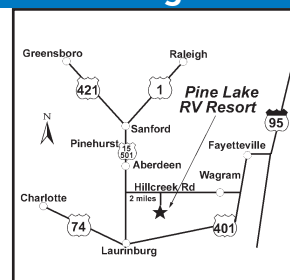 Greensboro
Raleigh
421
1
Pine Lake
RV Resort
95
N
Sanford
Pinehurst
15
501
Fayetteville
Aberdeen
Wagram
Hillcreek Rd
2 miles
Charlotte
74
401
Laurinburg